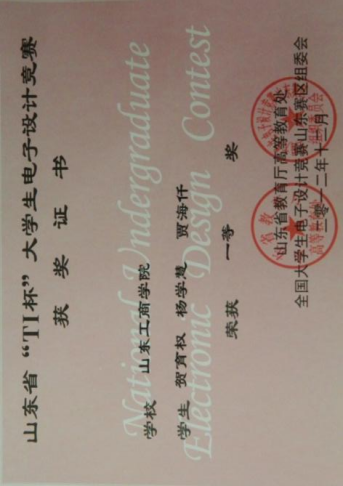 山东省“TI杯”大学生电子设计竞赛
获奖证书
National Undergraduate
Electronic Design Contest
学校 山东工商学院
学生 贺育权 杨学慧 贾海仟
荣获 一等 奖
山东省教育厅高等教育处
全国大学生电子设计竞赛山东赛区组委会
二零一二年十二月